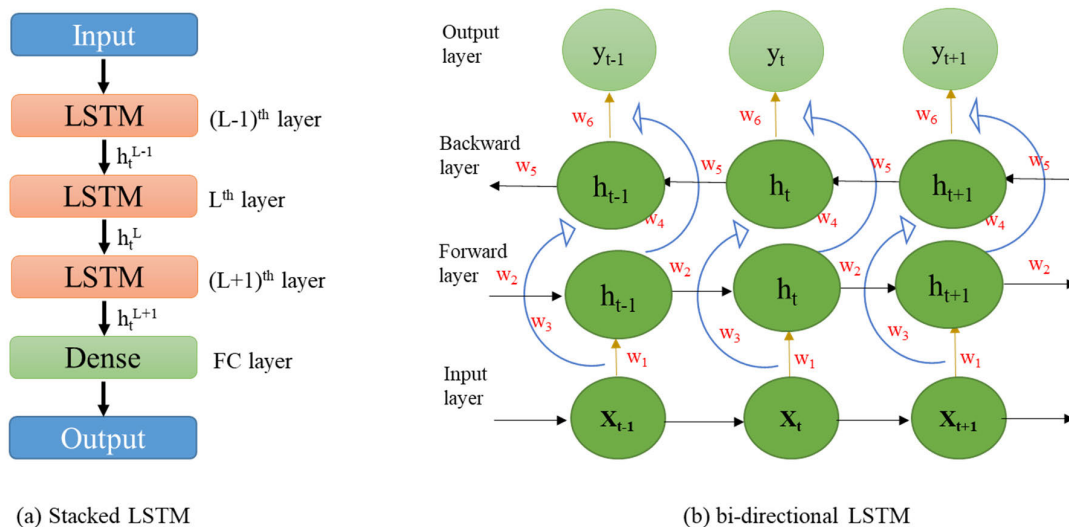 Input
LSTM
(L-1)th layer
htL-1
LSTM
Lth layer
htL
LSTM
(L+1)th layer
htL+1
Dense
FC layer
Output
(a) Stacked LSTM
Output
layer
yt-1
yt
yt+1
w6
w6
w6
Backward
layer
w5
ht-1
w5
ht
w5
ht+1
w5
w4
w4
w4
Forward
layer
w2
ht-1
w2
ht
w2
ht+1
w2
w3
w3
w3
w1
w1
w1
Input
layer
Xt-1
Xt
Xt+1
(b) bi-directional LSTM